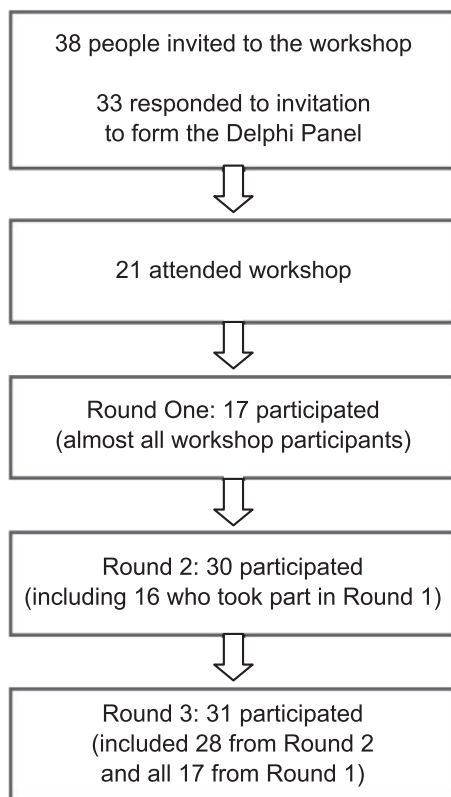 38 people invited to the workshop
33 responded to invitation
to form the Delphi Panel
21 attended workshop
Round One: 17 participated
(almost all workshop participants)
Round 2: 30 participated
(including 16 who took part in Round 1)
Round 3: 31 participated
(included 28 from Round 2
and all 17 from Round 1)